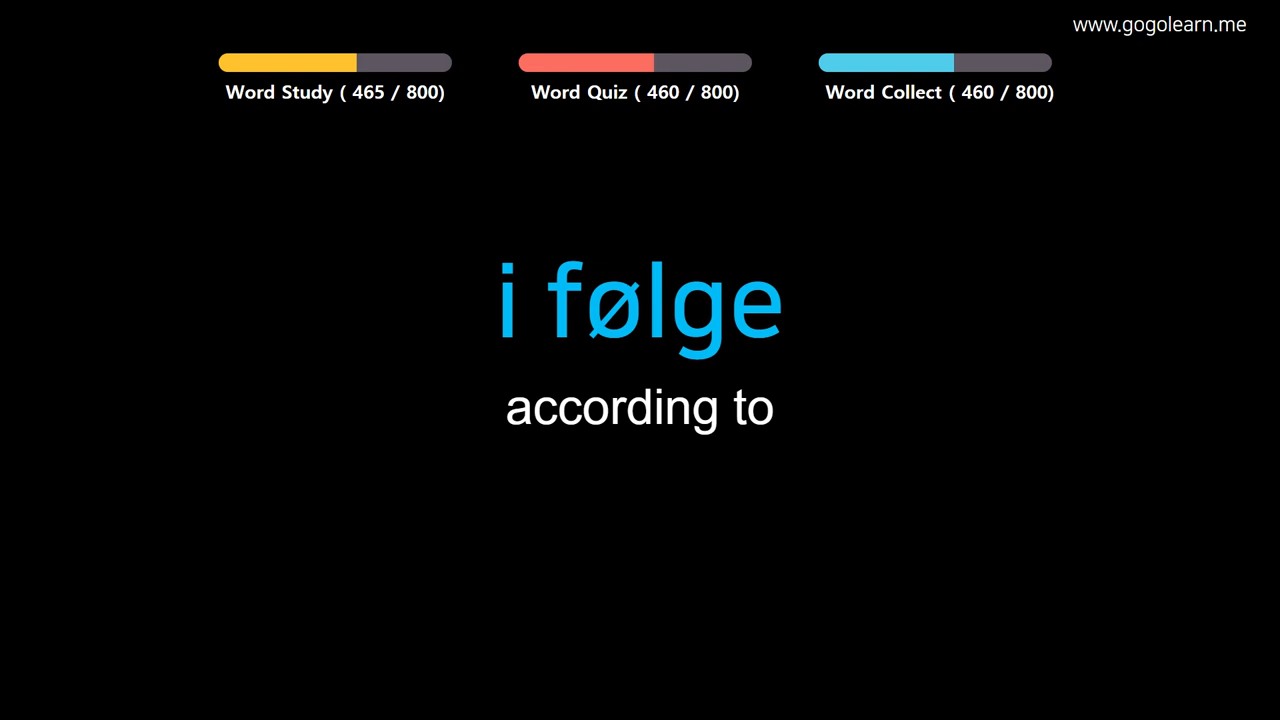 www.gogolearn.me
Word Study ( 465 / 800)
Word Quiz ( 460 / 800)
Word Collect ( 460 / 800)
i følge
according to